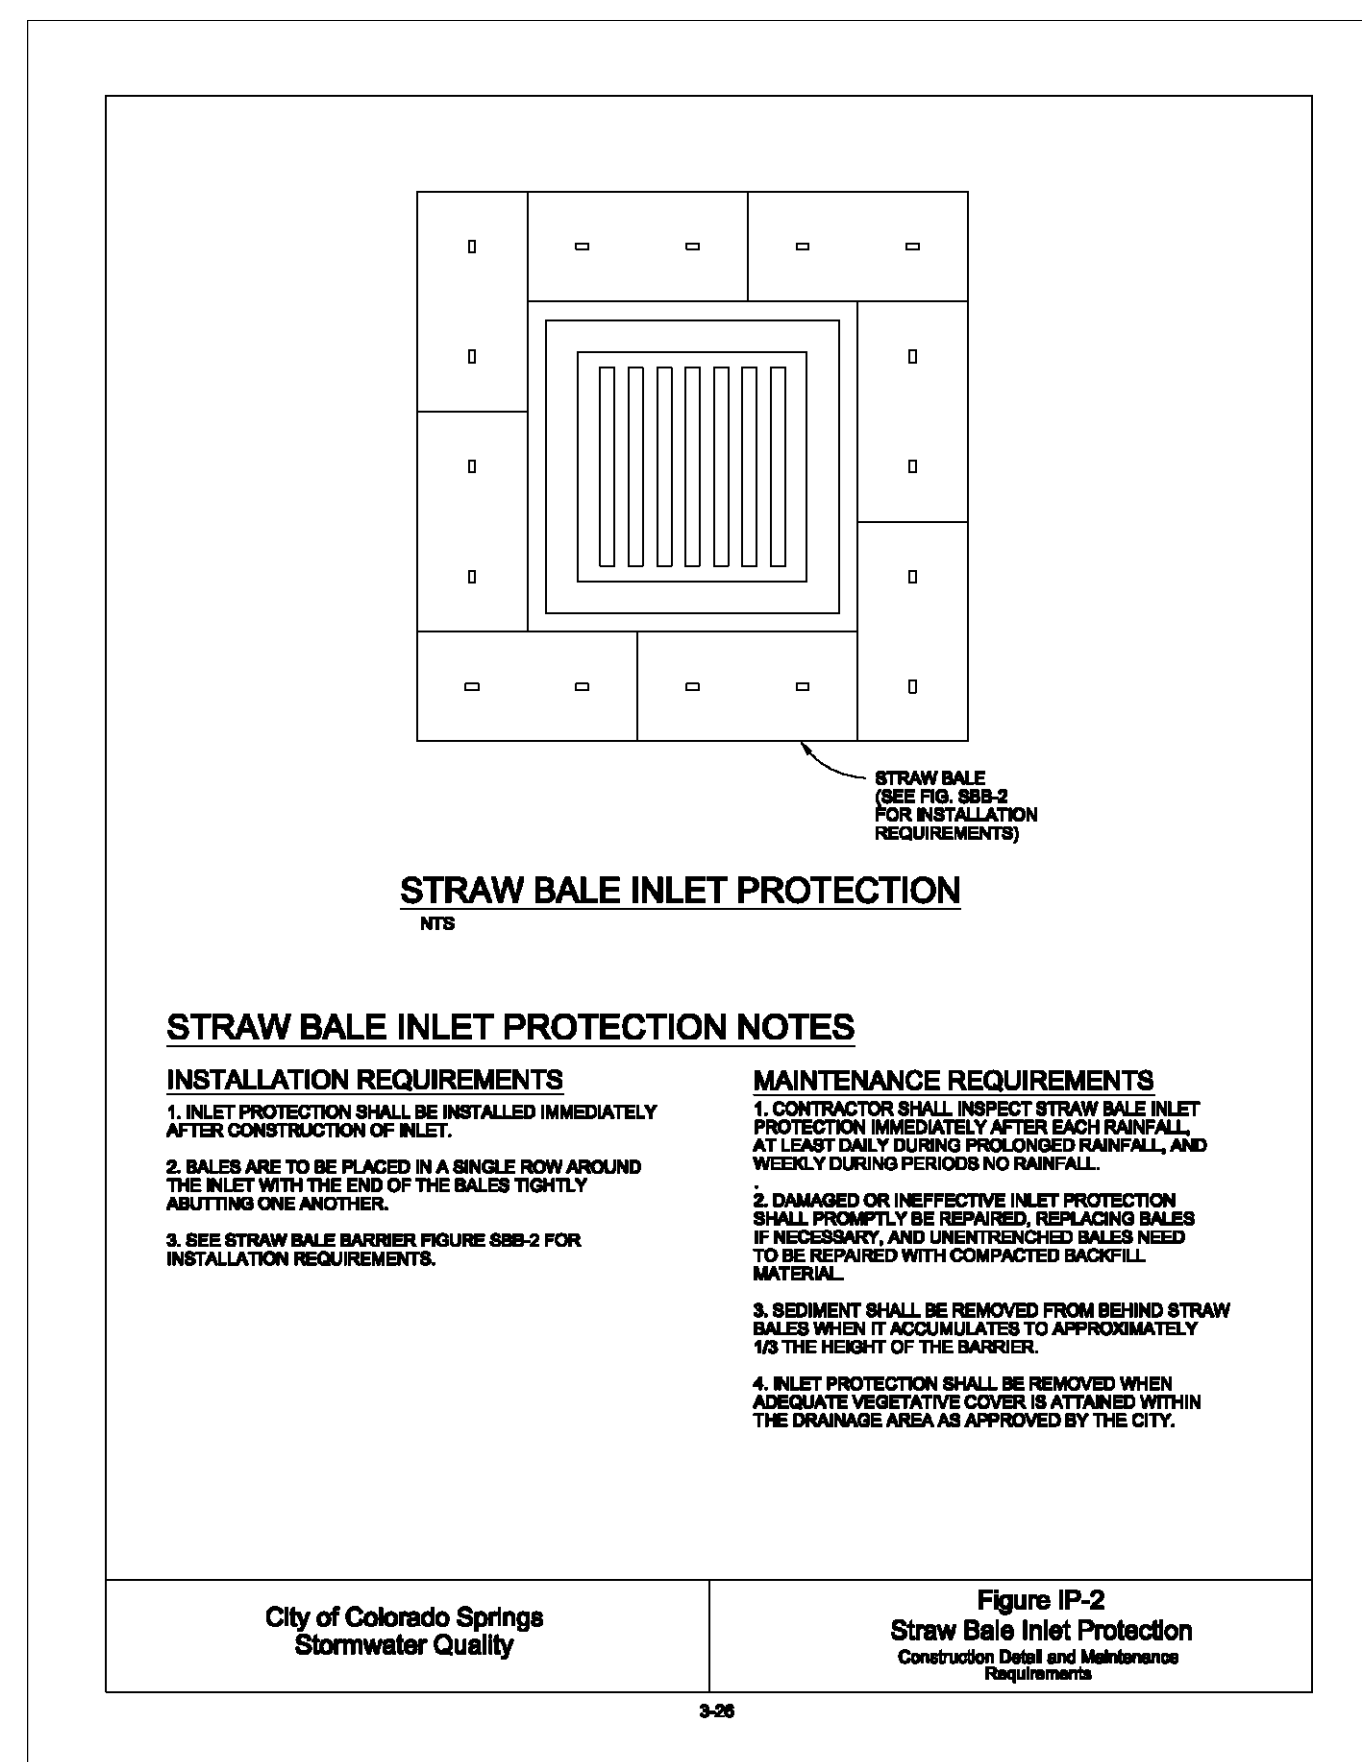 STRAW BALE
(SEE FIG. SBB-2
FOR INSTALLATION
REQUIREMENTS)
STRAW BALE INLET PROTECTION
NTS
STRAW BALE INLET PROTECTION NOTES
INSTALLATION REQUIREMENTS
1. INLET PROTECTION SHALL BE INSTALLED IMMEDIATELY
AFTER CONSTRUCTION OF INLET.
2. BALES ARE TO BE PLACED IN A SINGLE ROW AROUND
THE INLET WITH THE END OF THE BALES TIGHTLY
ABUTTING ONE ANOTHER.
3. SEE STRAW BALE BARRIER FIGURE SBB-2 FOR
INSTALLATION REQUIREMENTS.
MAINTENANCE REQUIREMENTS
1. CONTRACTOR SHALL INSPECT STRAW BALE INLET
PROTECTION IMMEDIATELY AFTER EACH RAINFALL,
AT LEAST DAILY DURING PROLONGED RAINFALL, AND
WEEKLY DURING PERIODS NO RAINFALL.
.
2. DAMAGED OR INEFFECTIVE INLET PROTECTION
SHALL PROMPTLY BE REPAIRED, REPLACING BALES
IF NECESSARY, AND UNENTRENCHED BALES NEED
TO BE REPAIRED WITH COMPACTED BACKFILL
MATERIAL.
3. SEDIMENT SHALL BE REMOVED FROM BEHIND STRAW
BALES WHEN IT ACCUMULATES TO APPROXIMATELY
1/3 THE HEIGHT OF THE BARRIER.
4. INLET PROTECTION SHALL BE REMOVED WHEN
ADEQUATE VEGETATIVE COVER IS ATTAINED WITHIN
THE DRAINAGE AREA AS APPROVED BY THE CITY.
City of Colorado Springs
Stormwater Quality
Figure IP-2
Straw Bale Inlet Protection
Construction Detail and Maintenance
Requirements
3-26